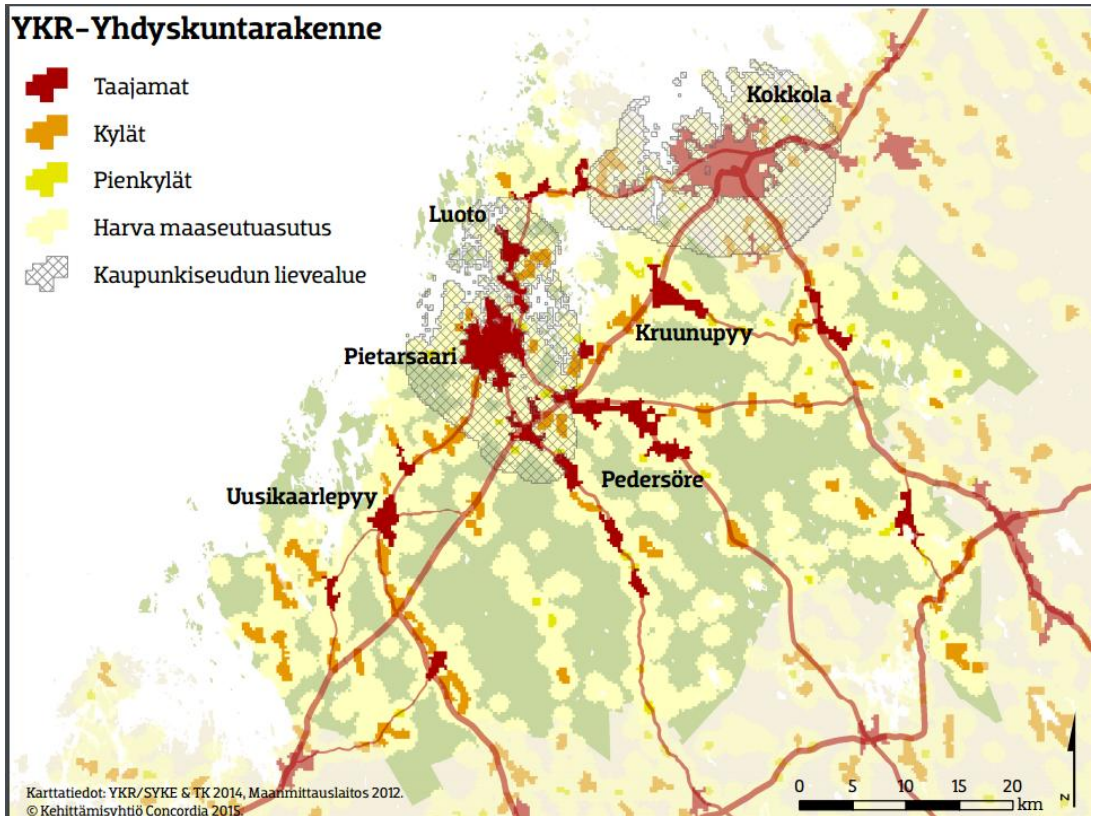 YKR-Yhdyskuntarakenne
Taajamat
Kylät
Pienkylät
Harva maaseutuasutus
Kaupunkiseudun lievealue
Kokkola
Luoto
Kruunupyy
Pietarsaari
Pedersöre
Uusikaarlepyy
Karttatiedot: YKR/SYKE & TK 2014, Maanmittauslaitos 2012.
© Kehittämisyhtiö Concordia 2015.
0 5 10 15 20
km
N